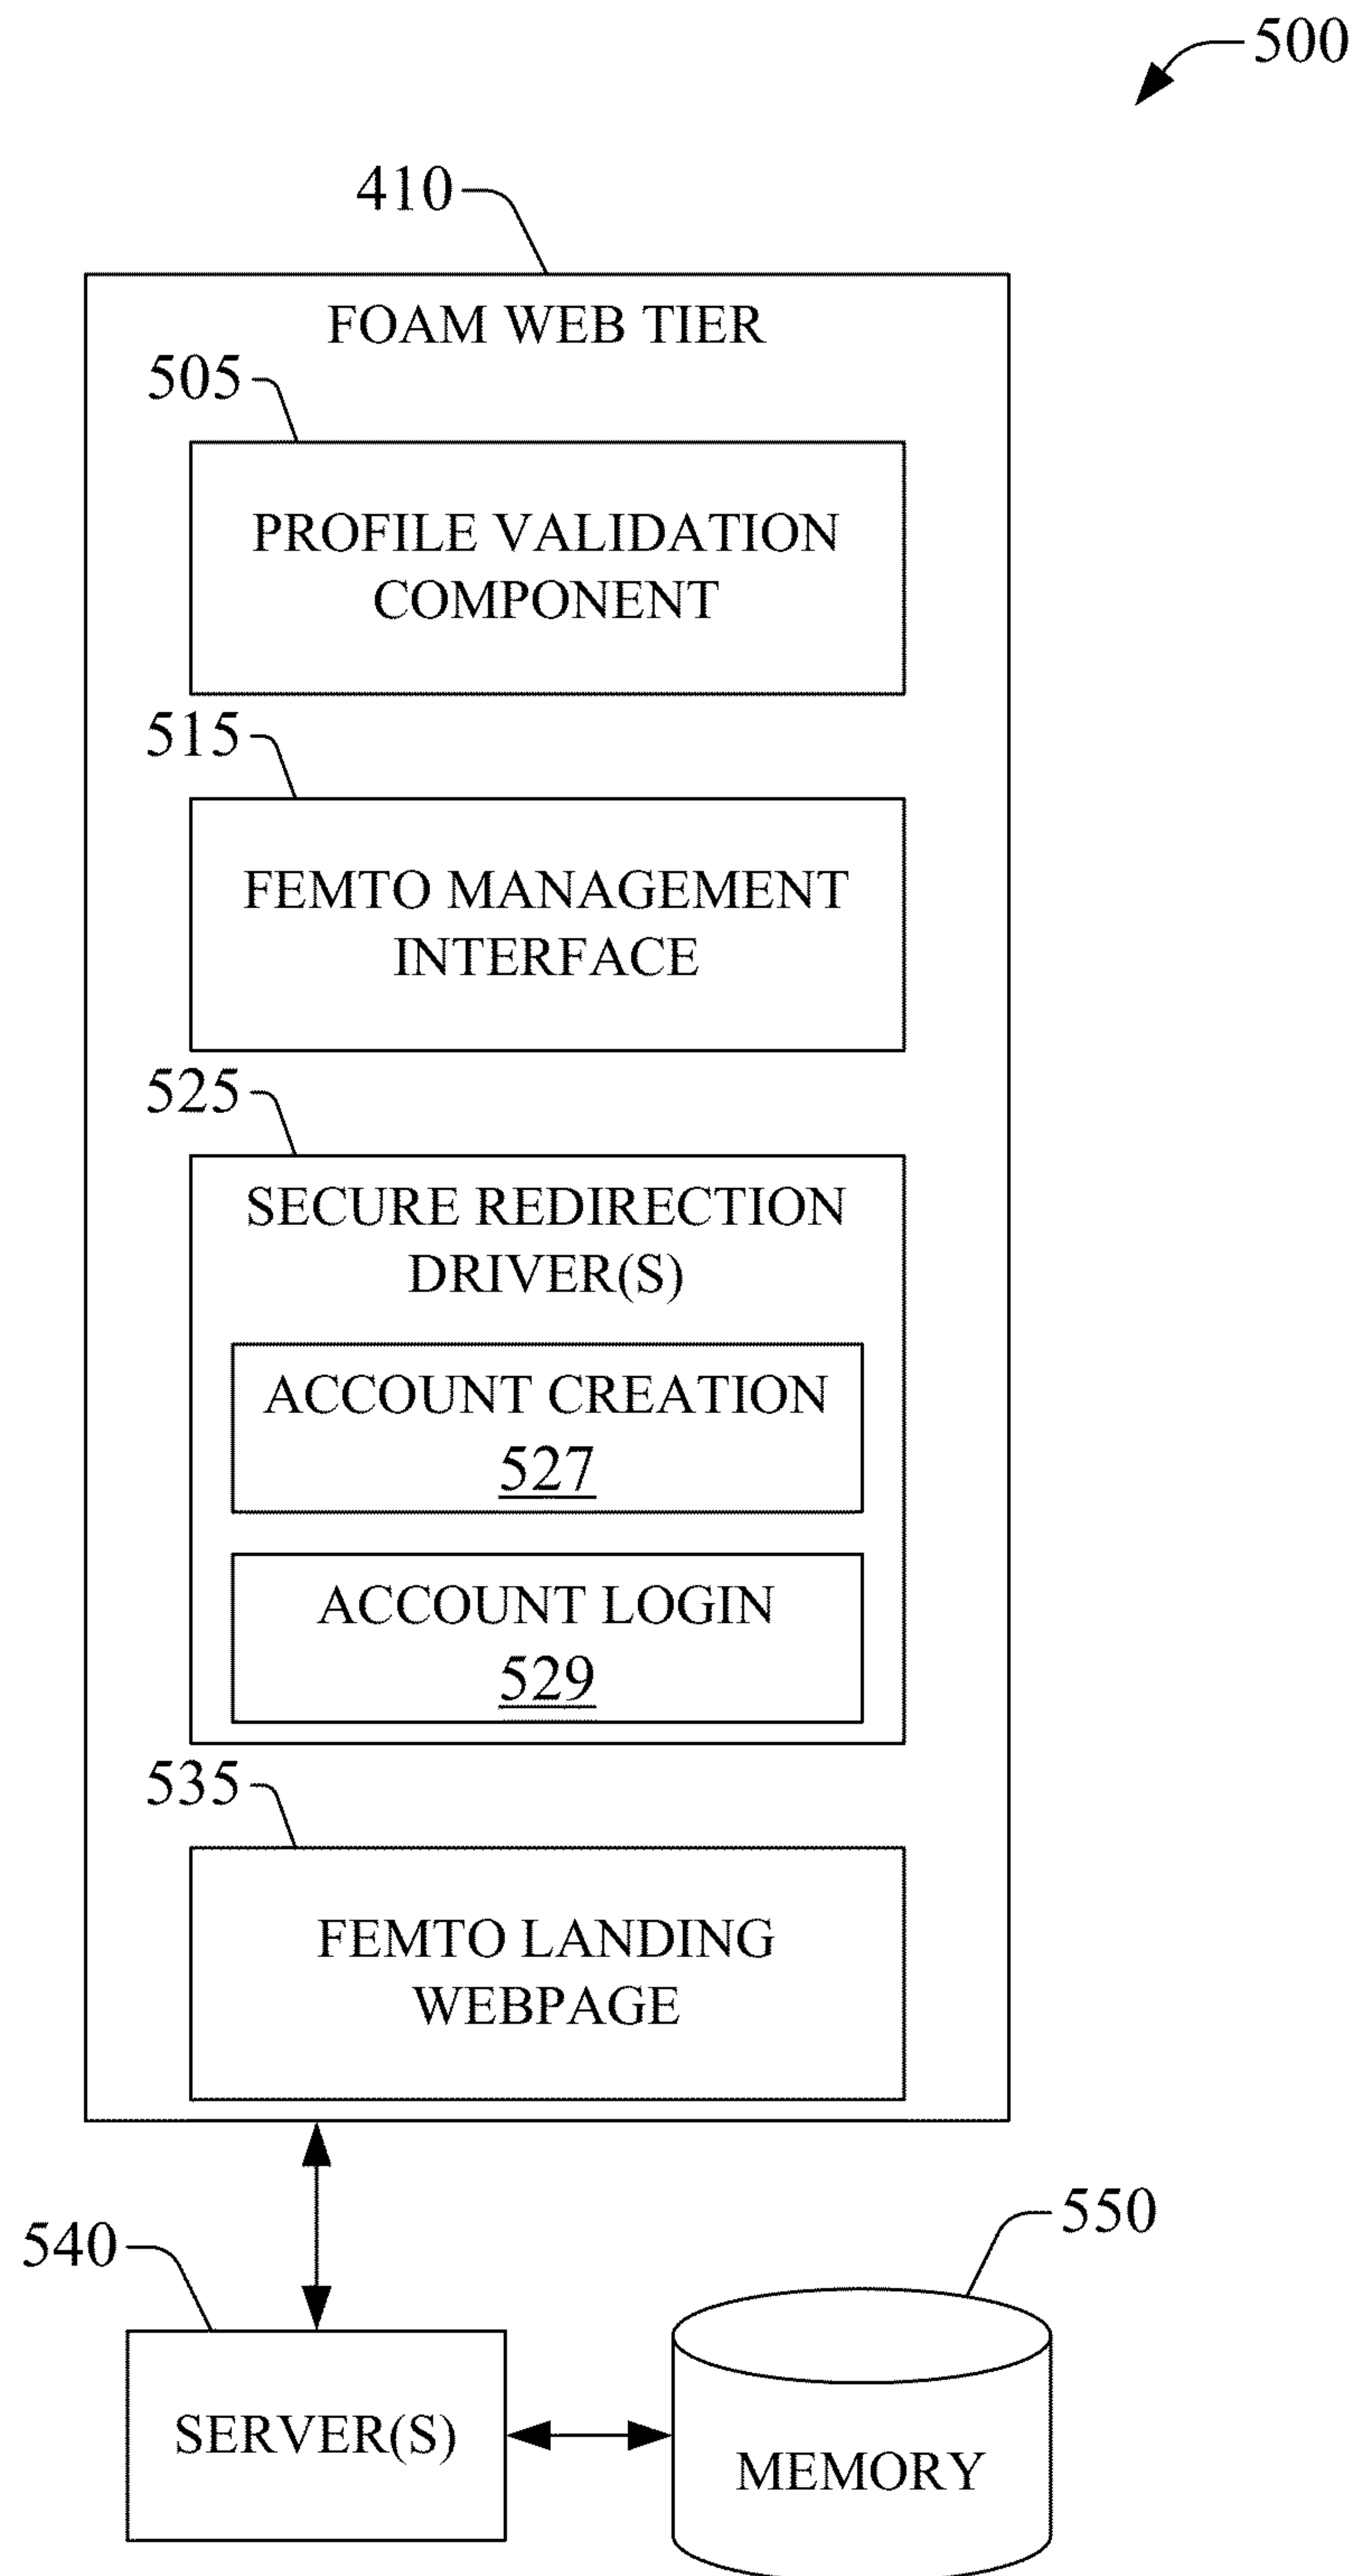 500
410
FOAM WEB TIER
505
PROFILE VALIDATION
COMPONENT
515
FEMTO MANAGEMENT
INTERFACE
525
SECURE REDIRECTION
DRIVER(S)
ACCOUNT CREATION
527
ACCOUNT LOGIN
529
535
FEMTO LANDING
WEBPAGE
540
550
SERVER(S)
MEMORY